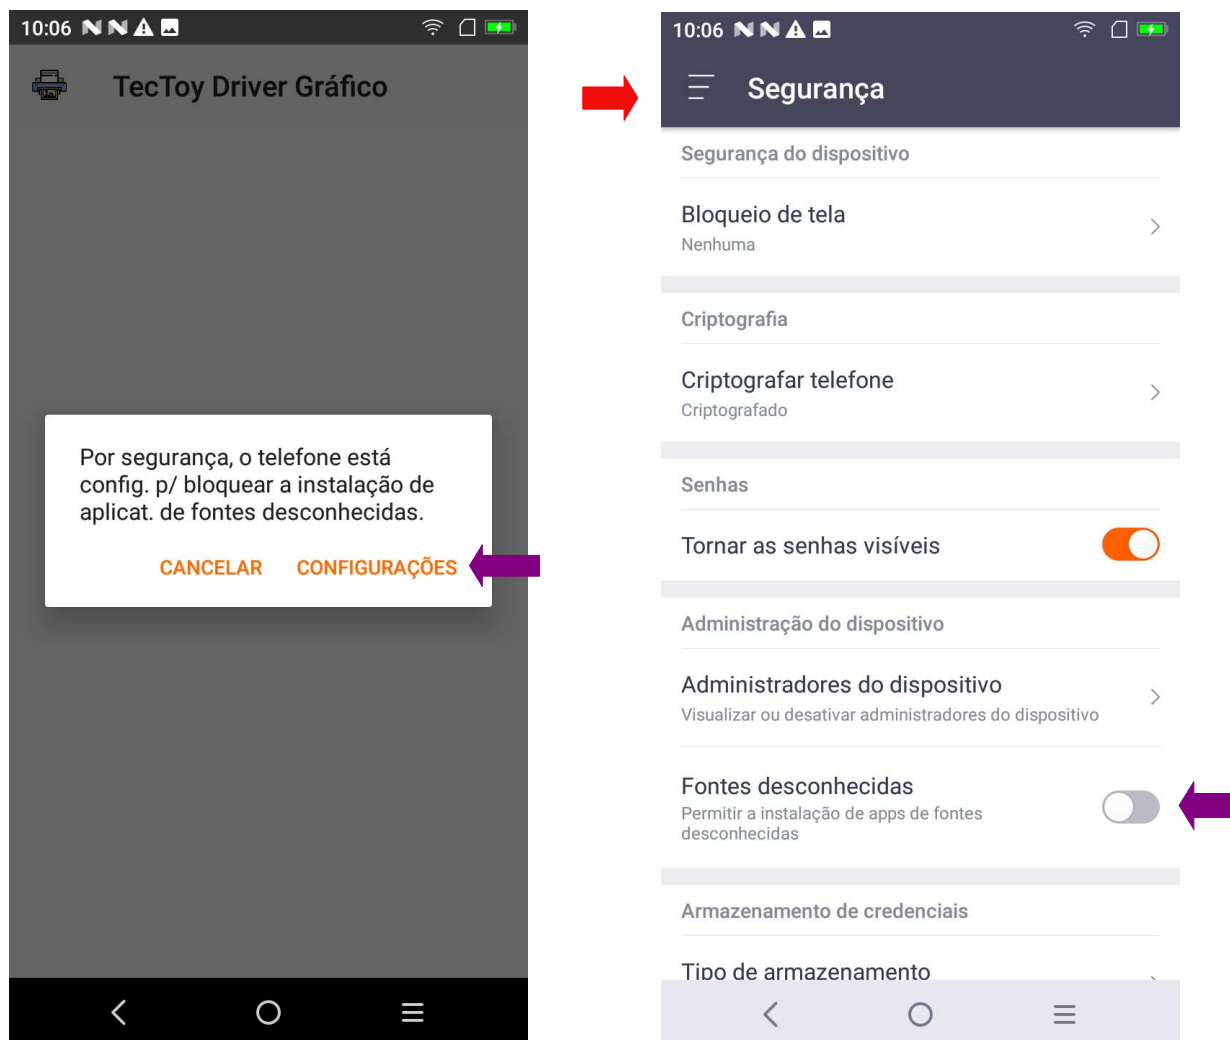 10:06
TecToy Driver Gráfico
Por segurança, o telefone está
config. p/ bloquear a instalação de
aplicat. de fontes desconhecidas.
CANCELAR CONFIGURAÇÕES
10:06
Segurança
Segurança do dispositivo
Bloqueio de tela
Nenhuma
Criptografia
Criptografar telefone
Criptografado
Senhas
Tornar as senhas visíveis
Administração do dispositivo
Administradores do dispositivo
Visualizar ou desativar administradores do dispositivo
Fontes desconhecidas
Permitir a instalação de apps de fontes
desconhecidas
Armazenamento de credenciais
Tipo de armazenamento